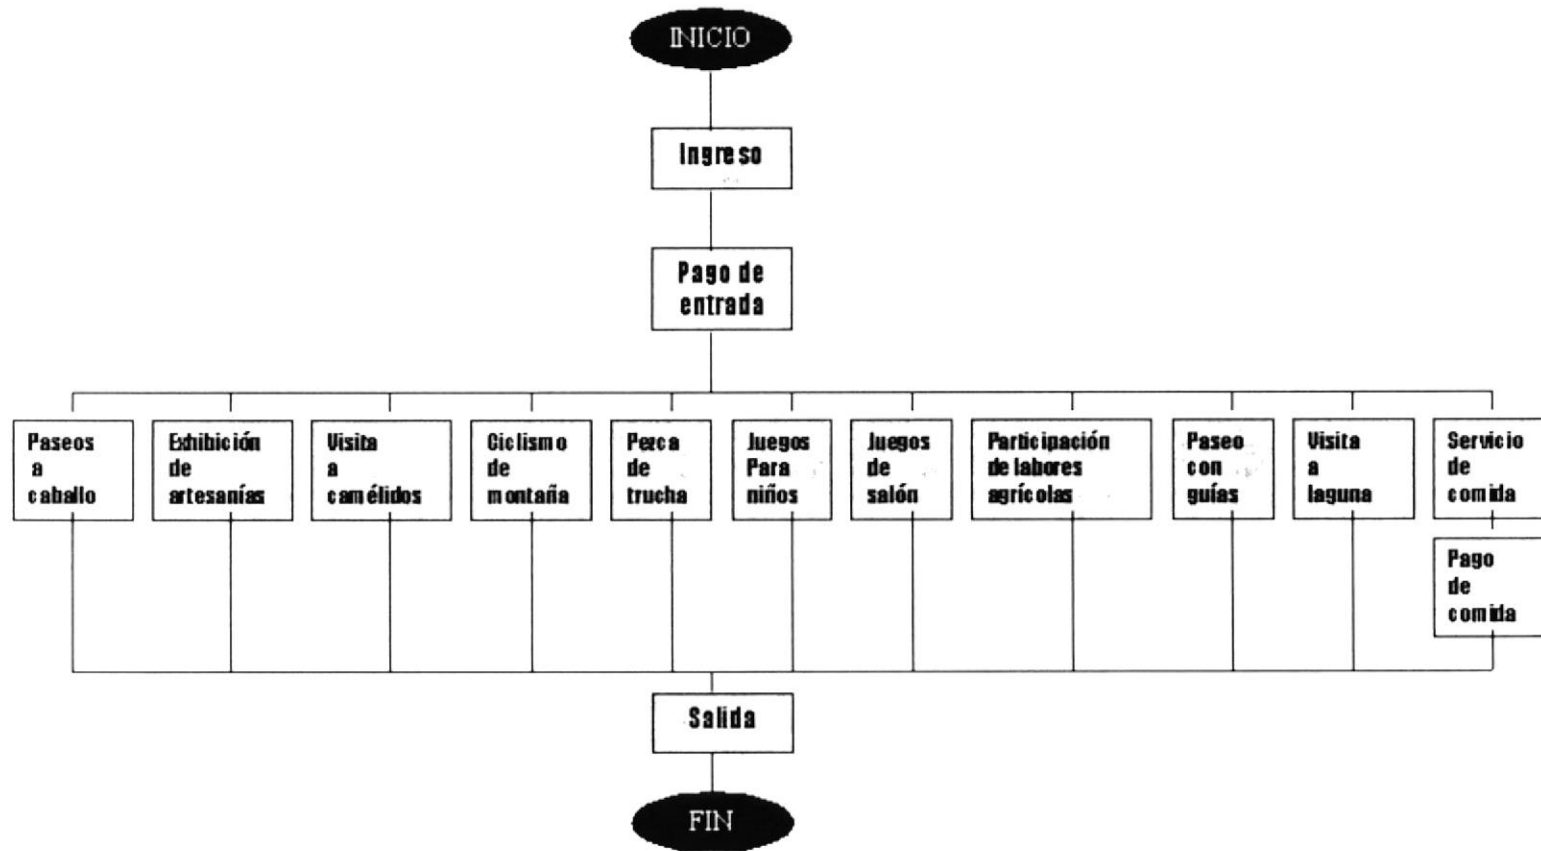 INICIO
Ingreso
Pago de
entrada
Paseos
a
caballo
Exhibición
de
artesanías
Visita
a
camélidos
Ciclismo
de
montaña
Pezca
de
trucha
Juegos
Para
niños
Juegos
de
salón
Participación
de labores
agrícolas
Paseo
con
guías
Visita
a
laguna
Servicio
de
comida
Pago
de
comida
Salida
FIN